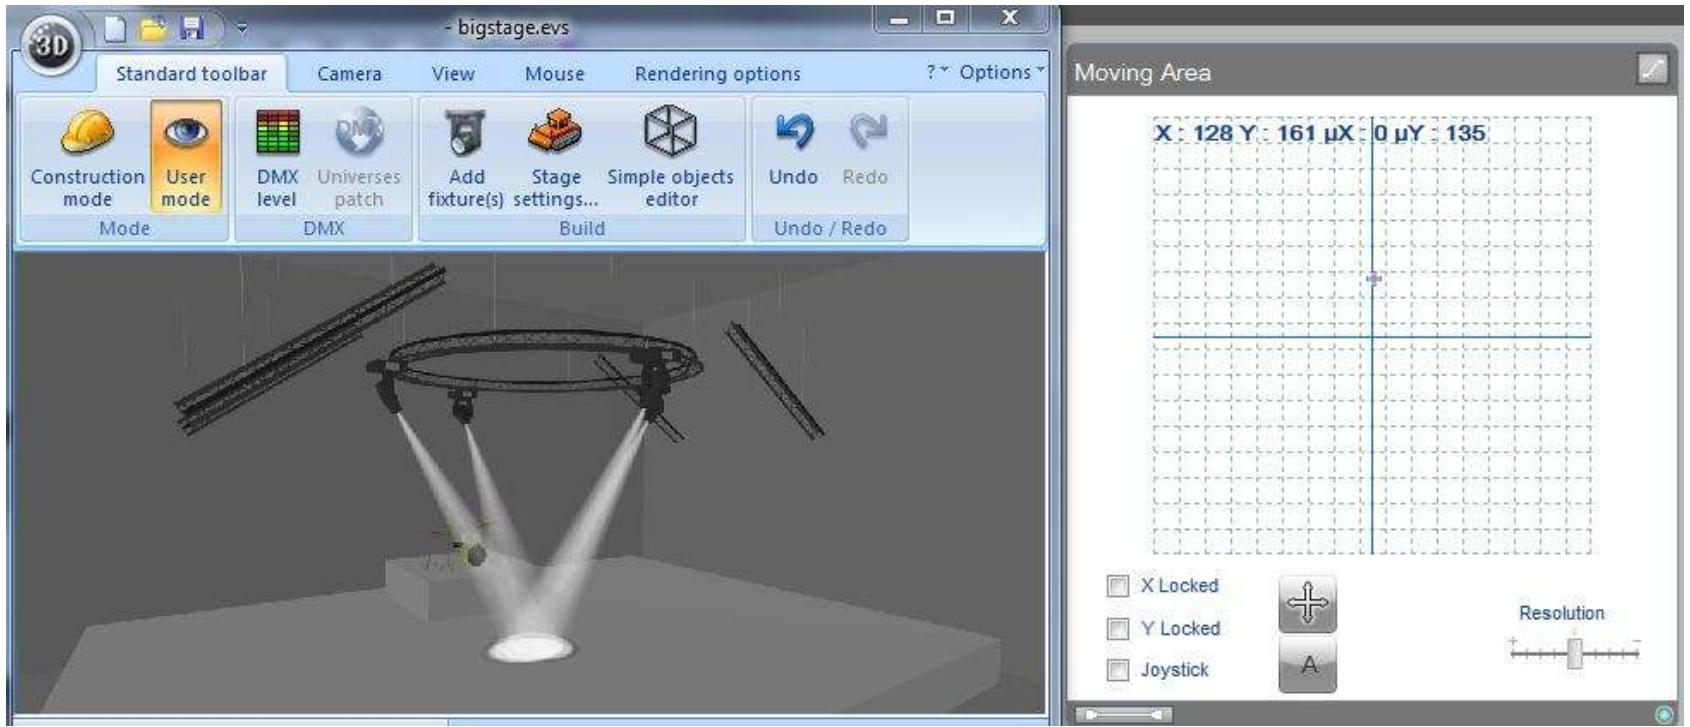 3D
- bigstage.evs
X
Standard toolbar Camera View Mouse Rendering options ? Options
Construction mode
User mode
DMX level
Universes patch
Add fixture(s)
Stage settings...
Simple objects editor
Undo
Redo
Mode
DMX
Build
Undo / Redo
Moving Area
X : 128 Y : 161 µX : 0 µY : 135
X Locked
Y Locked
Joystick
A
Resolution
+ -